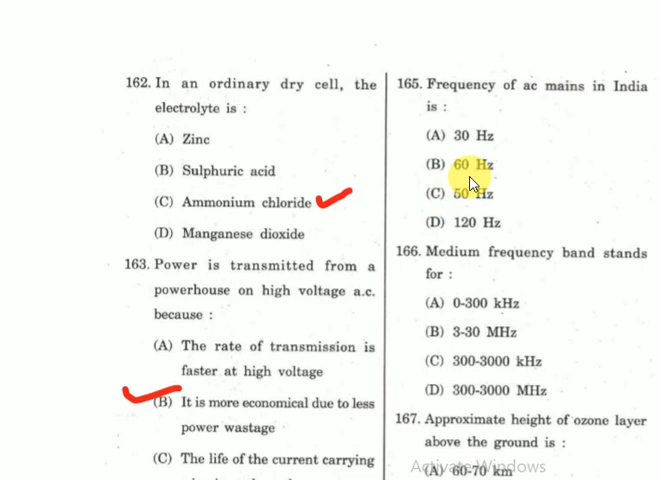 162. In an ordinary dry cell, the
electrolyte is :
(A) Zinc
(B) Sulphuric acid
(C) Ammonium chloride
(D) Manganese dioxide
163. Power is transmitted from a
powerhouse on high voltage a.c.
because :
(A) The rate of transmission is
faster at high voltage
(B) It is more economical due to less
power wastage
(C) The life of the current carrying
165. Frequency of ac mains in India
is :
(A) 30 Hz
(B) 60 Hz
(C) 50 Hz
(D) 120 Hz
166. Medium frequency band stands
for :
(A) 0-300 kHz
(B) 3-30 MHz
(C) 300-3000 kHz
(D) 300-3000 MHz
167. Approximate height of ozone layer
above the ground is :
(A) 60-70 km
Activate Windows